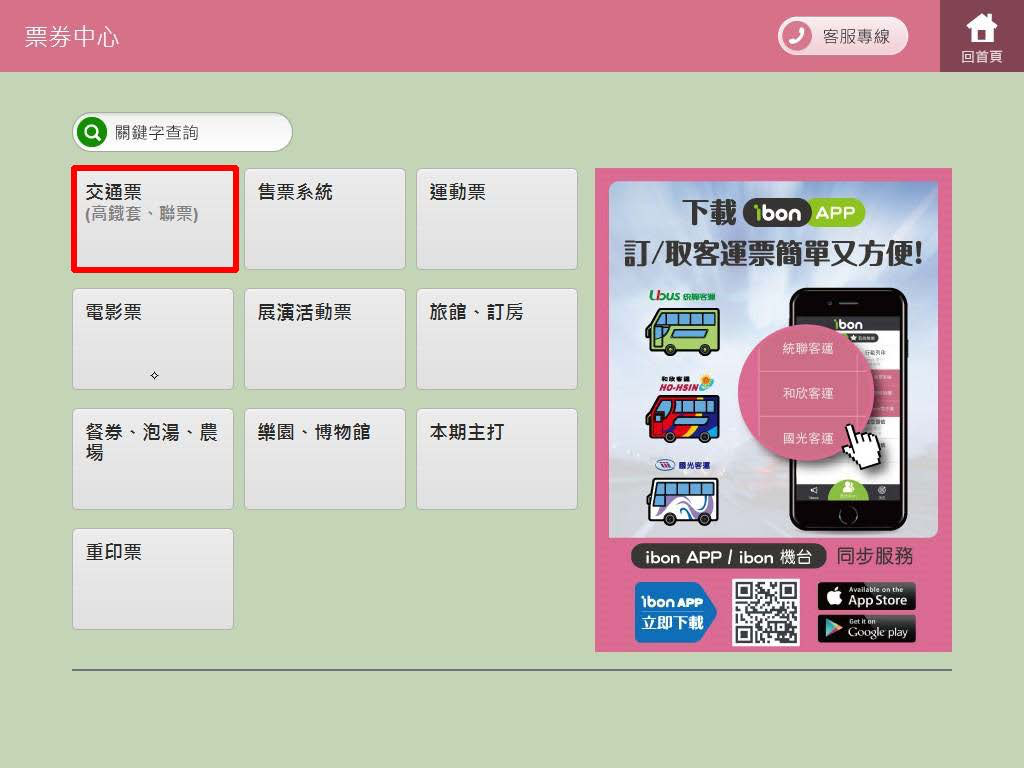 票券中心
客服專線
回首頁
關鍵字查詢
交通票
(高鐵套、聯票)
售票系統
運動票
電影票
展演活動票
旅館、訂房
餐券、泡湯、農
場
樂園、博物館
本期主打
重印票
下載 ibon APP
訂/取客運票簡單又方便!
Ubus 統聯客運
和欣客運
HO-HSIN
國光客運
ibon
統聯客運
和欣客運
國光客運
ibon APP / ibon 機台 同步服務
ibon APP
立即下載
Available on the
App Store
Get it on
Google play